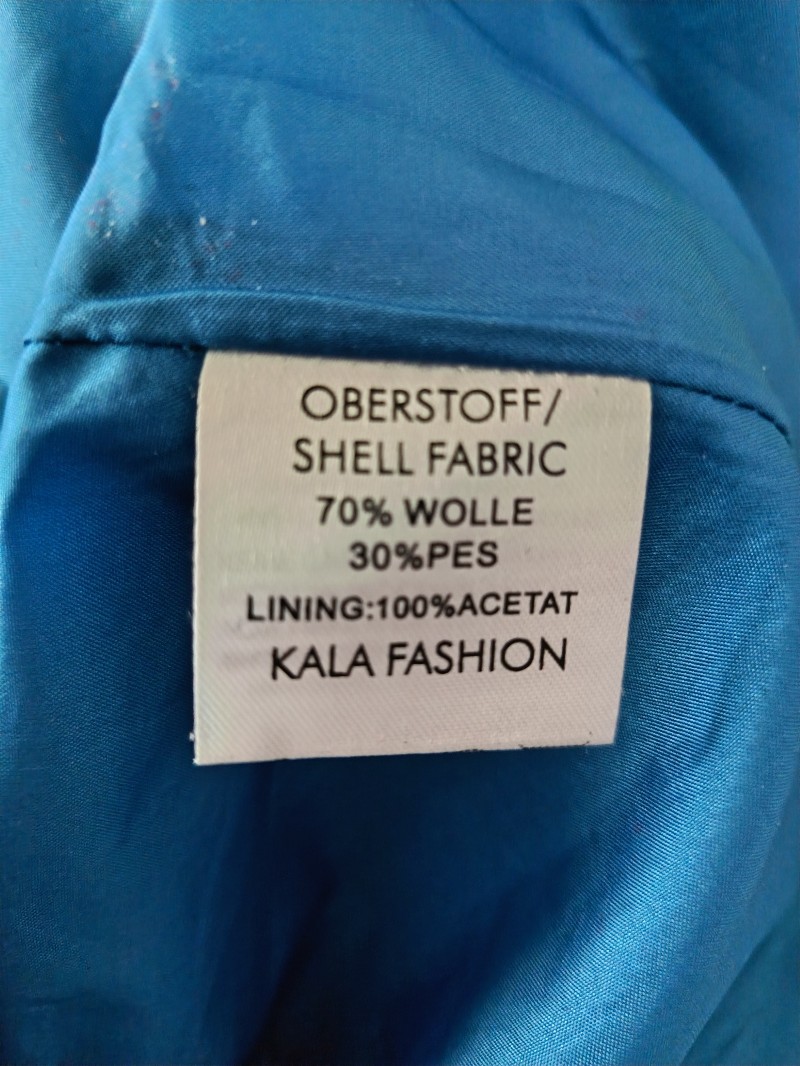 OBERSTOFF/
SHELL FABRIC
70% WOLLE
30%PES
LINING:100%ACETAT
KALA FASHION